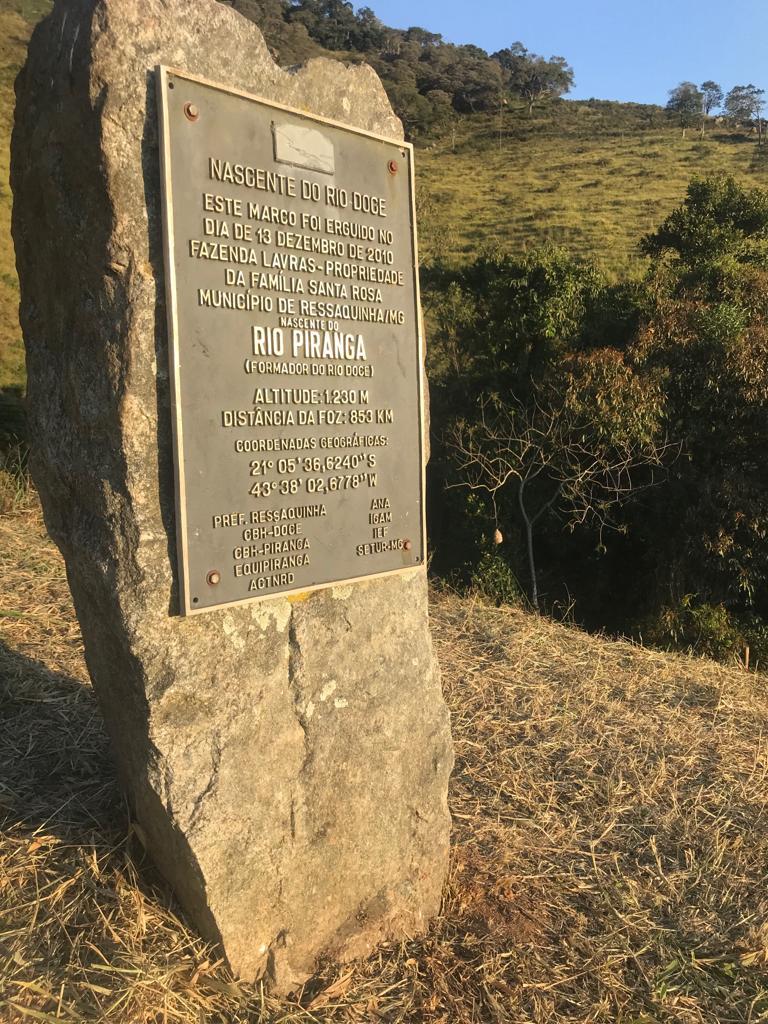 NASCENTE DO RIO DOCE
ESTE MARCO FOI ERGUIDO NO
DIA DE 13 DEZEMBRO DE 2010
FAZENDA LAVRAS-PROPRIEDADE
DA FAMÍLIA SANTA ROSA
MUNICÍPIO DE RESSAQUINHA/MG
NASCENTE DO
RIO PIRANGA
(FORMADOR DO RIO DOCE)
ALTITUDE:1.230 M
DISTÂNCIA DA FOZ: 853 KM
COORDENADAS GEOGRÁFICAS:
21° 05'36,6240"S
43° 38' 02,6778"W
PREF. RESSAQUINHA
CBH-DOCE
CBH-PIRANGA
EQUIPIRANGA
ACTNRD
ANA
IGAM
IEF
SETUR-MG